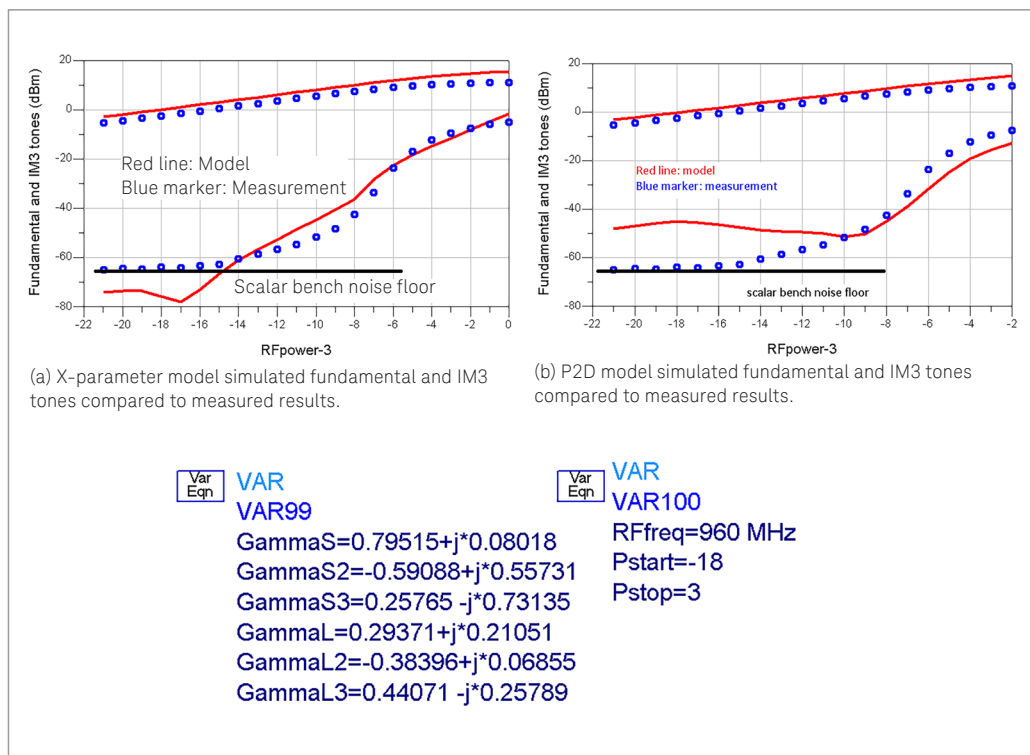 Fundamental and IM3 tones (dBm)
20
0
-20
-40
-60
-80
Red line: Model
Blue marker: Measurement
Scalar bench noise floor
-22 -20 -18 -16 -14 -12 -10 -8 -6 -4 -2 0
RFpower-3
(a) X-parameter model simulated fundamental and IM3
tones compared to measured results.
Fundamental and IM3 tones (dBm)
20
0
-20
-40
-60
-80
Red line: model
Blue marker: measurement
scalar bench noise floor
-22 -20 -18 -16 -14 -12 -10 -8 -6 -4 -2
RFpower-3
(b) P2D model simulated fundamental and IM3 tones
compared to measured results.
Var
Eqn
VAR
VAR99
GammaS=0.79515+j*0.08018
GammaS2=-0.59088+j*0.55731
GammaS3=0.25765 -j*0.73135
GammaL=0.29371+j*0.21051
GammaL2=-0.38396+j*0.06855
GammaL3=0.44071 -j*0.25789
Var
Eqn
VAR
VAR100
RFfreq=960 MHz
Pstart=-18
Pstop=3